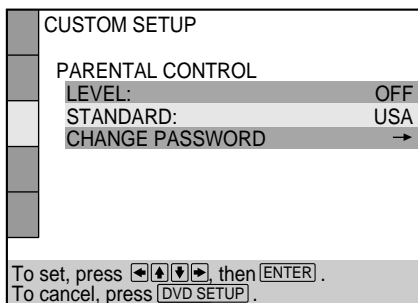 CUSTOM SETUP
PARENTAL CONTROL
LEVEL: OFF
STANDARD: USA
CHANGE PASSWORD →
To set, press ←↑↓→, then ENTER.
To cancel, press DVD SETUP.